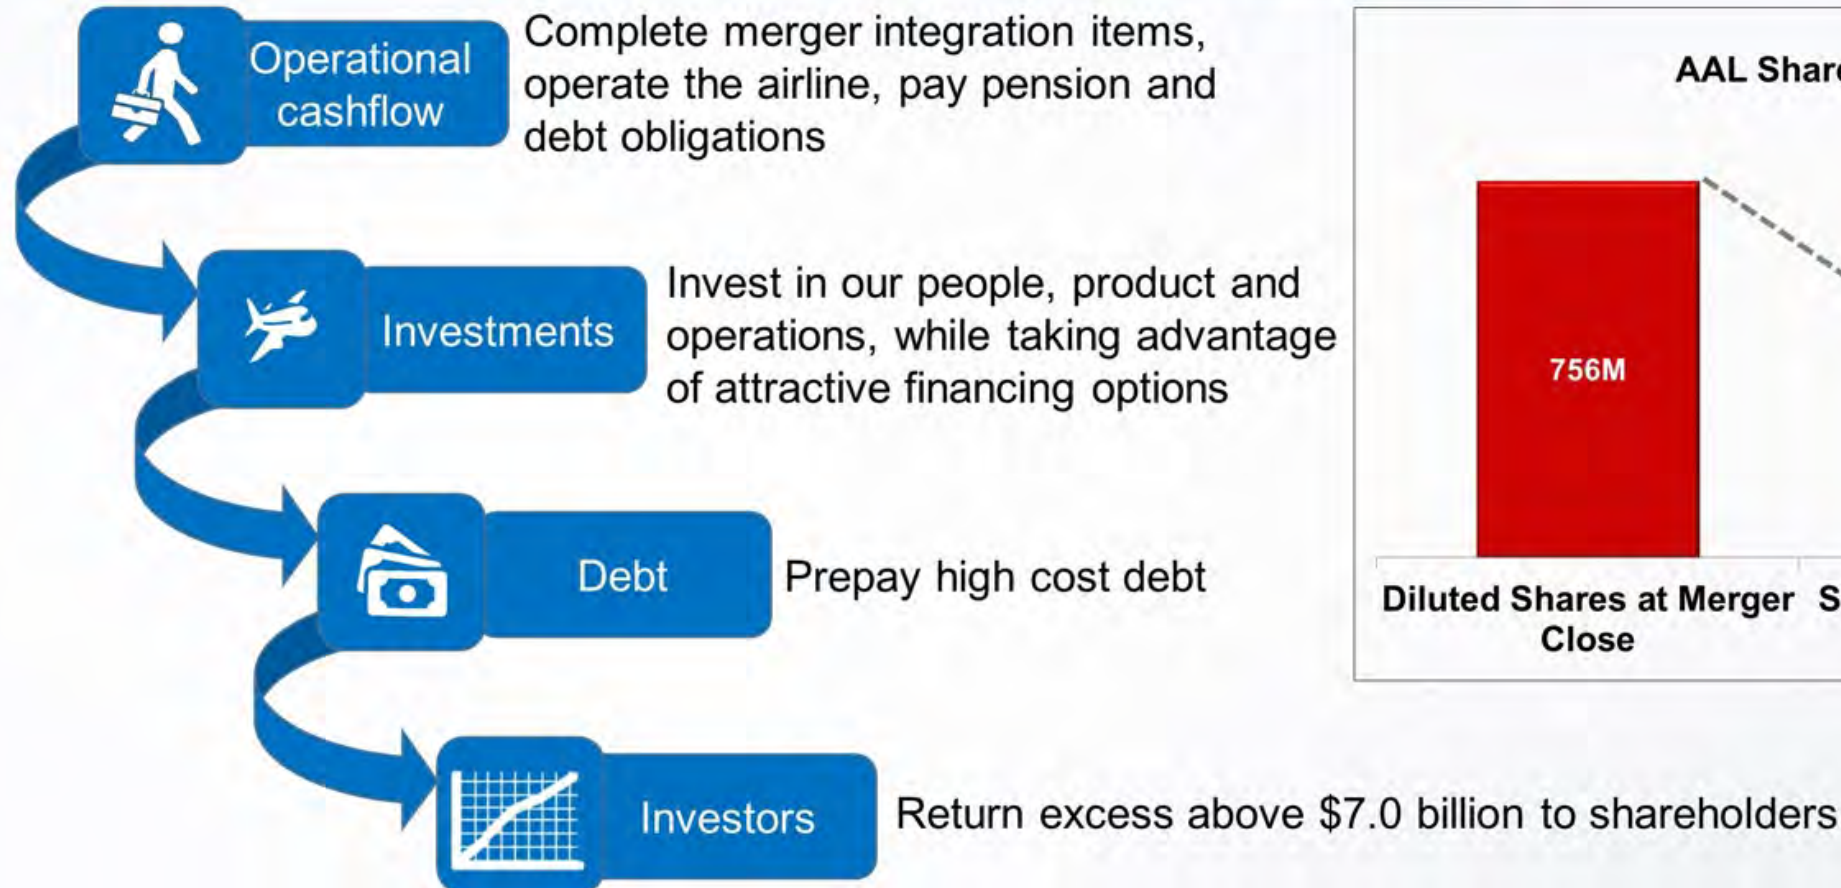 Operational
cashflow
Complete merger integration items,
operate the airline, pay pension and
debt obligations
Investments
Invest in our people, product and
operations, while taking advantage
of attractive financing options
Debt
Prepay high cost debt
Investors
Return excess above $7.0 billion to shareholders
AAL
756M
Diluted Shares at Merger
Close